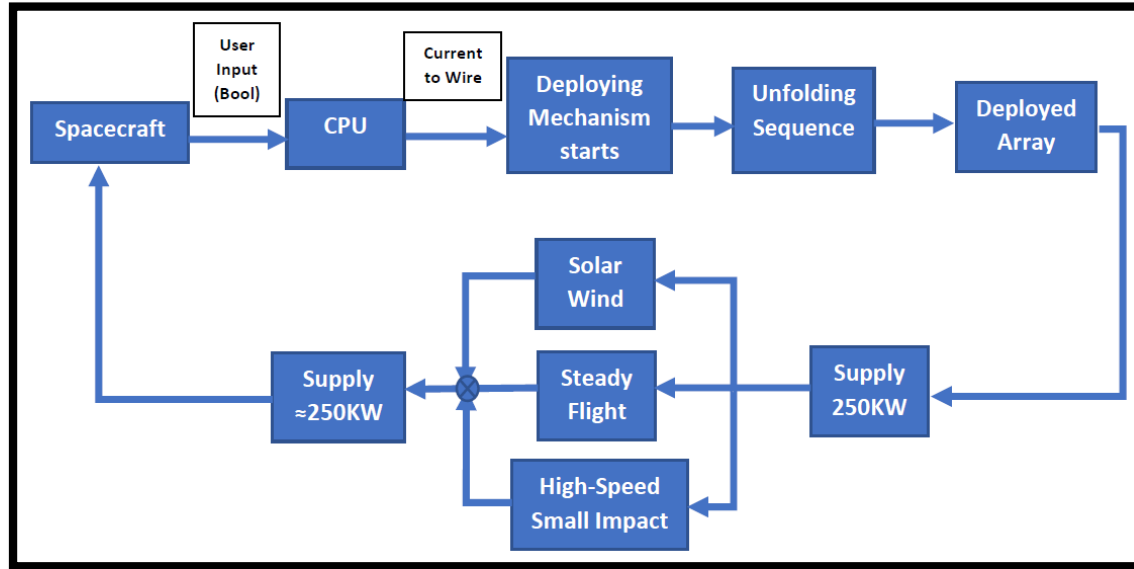 User
Input
(Bool)
Current
to Wire
Spacecraft
CPU
Deploying
Mechanism
starts
Unfolding
Sequence
Deployed
Array
Solar
Wind
Supply
≈250KW
Steady
Flight
Supply
250KW
High-Speed
Small Impact